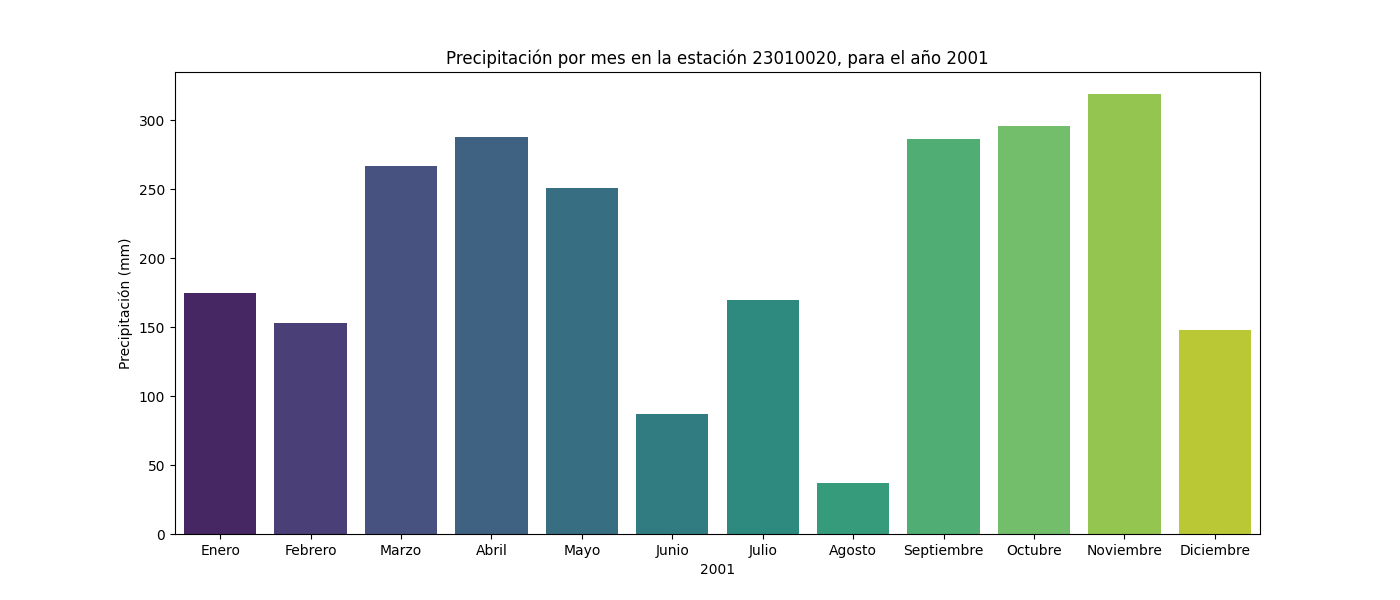 Precipitación por mes en la estación 23010020, para el año 2001
Precipitación (mm)
300
250
200
150
100
50
0
Enero Febrero Marzo Abril Mayo Junio Julio Agosto Septiembre Octubre Noviembre Diciembre
2001